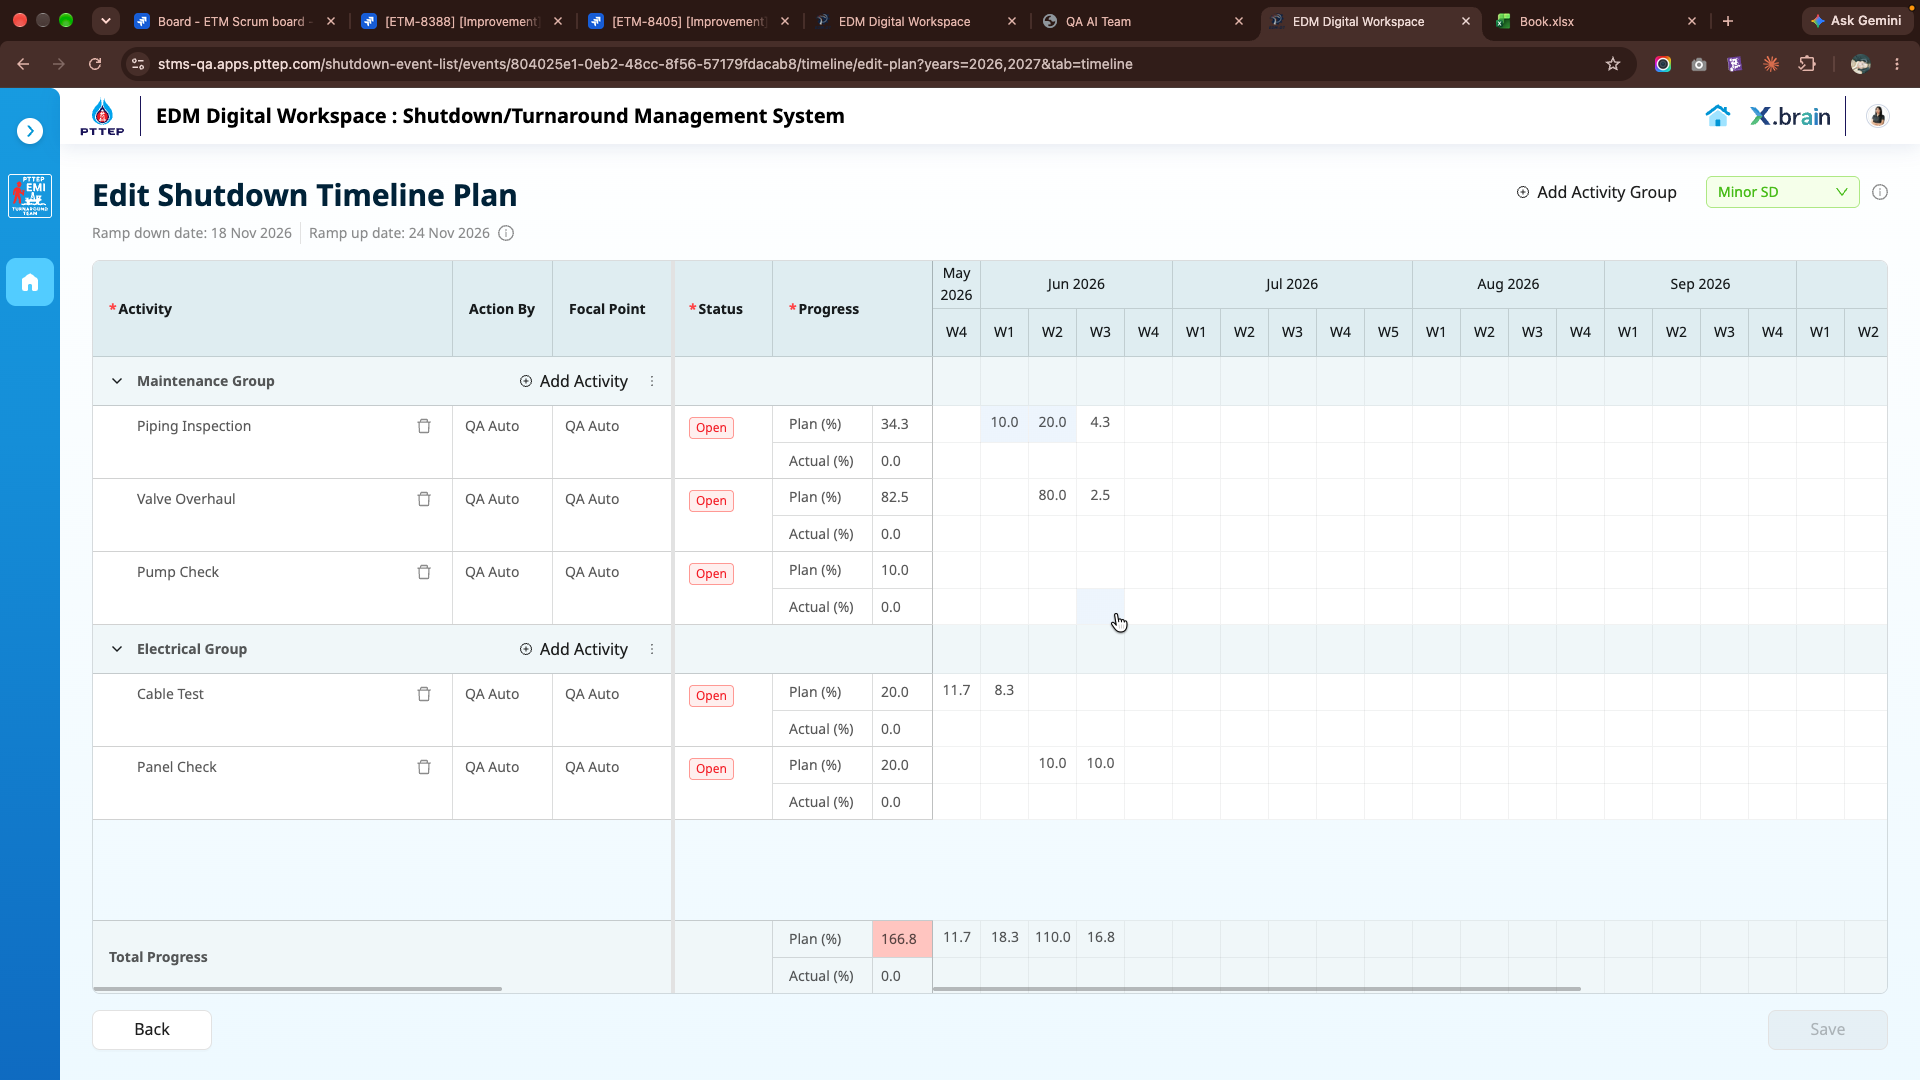 Board - ETM Scrum board
[ETM-8388] [Improvement
[ETM-8405] [Improvement
EDM Digital Workspace
QA AI Team
EDM Digital Workspace
Book.xlsx
Ask Gemini
stms-qa.apps.pttep.com/shutdown-event-list/events/804025e1-0eb2-48cc-8f56-57179fdacab8/timeline/edit-plan?years=2026,2027&tab=timeline
PTTEP
EDM Digital Workspace : Shutdown/Turnaround Management System
X.brain
PTTEP
EMI
TURNAROUND
TEAM
Edit Shutdown Timeline Plan
Add Activity Group
Minor SD
Ramp down date: 18 Nov 2026
Ramp up date: 24 Nov 2026
*Activity Action By Focal Point *Status *Progress
May 2026 Jun 2026 Jul 2026 Aug 2026 Sep 2026
W4 W1 W2 W3 W4 W1 W2 W3 W4 W5 W1 W2 W3 W4 W1 W2 W3 W4 W1 W2
Maintenance Group Add Activity
Piping Inspection QA Auto QA Auto Open Plan (%) 34.3 10.0 20.0 4.3
Actual (%) 0.0
Valve Overhaul QA Auto QA Auto Open Plan (%) 82.5 80.0 2.5
Actual (%) 0.0
Pump Check QA Auto QA Auto Open Plan (%) 10.0
Actual (%) 0.0
Electrical Group Add Activity
Cable Test QA Auto QA Auto Open Plan (%) 20.0 11.7 8.3
Actual (%) 0.0
Panel Check QA Auto QA Auto Open Plan (%) 20.0 10.0 10.0
Actual (%) 0.0
Total Progress Plan (%) 166.8 11.7 18.3 110.0 16.8
Actual (%) 0.0
Back
Save